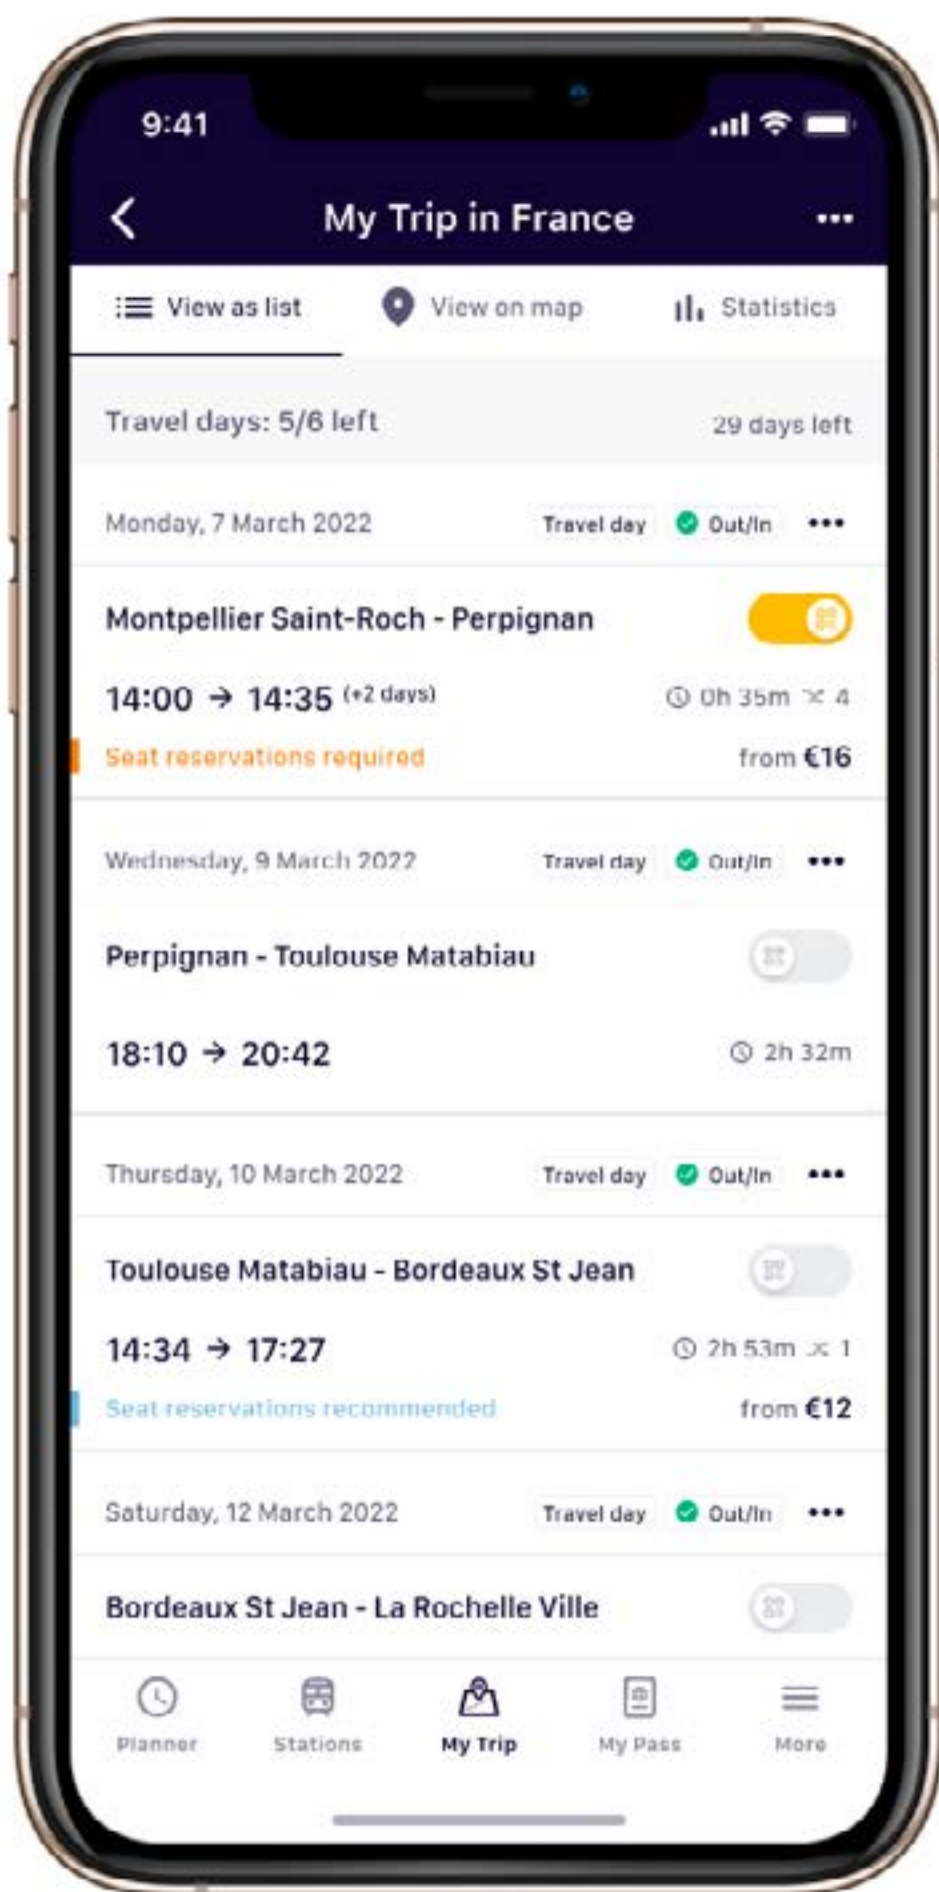 9:41
My Trip in France
View as list View on map Statistics
Travel days: 5/6 left 29 days left
Monday, 7 March 2022 Travel day Out/In
Montpellier Saint-Roch - Perpignan
14:00 → 14:35 (+2 days) 0h 35m 4
Seat reservations required from €16
Wednesday, 9 March 2022 Travel day Out/In
Perpignan - Toulouse Matabiau
18:10 → 20:42 2h 32m
Thursday, 10 March 2022 Travel day Out/In
Toulouse Matabiau - Bordeaux St Jean
14:34 → 17:27 2h 53m 1
Seat reservations recommended from €12
Saturday, 12 March 2022 Travel day Out/In
Bordeaux St Jean - La Rochelle Ville
Planner Stations My Trip My Pass More